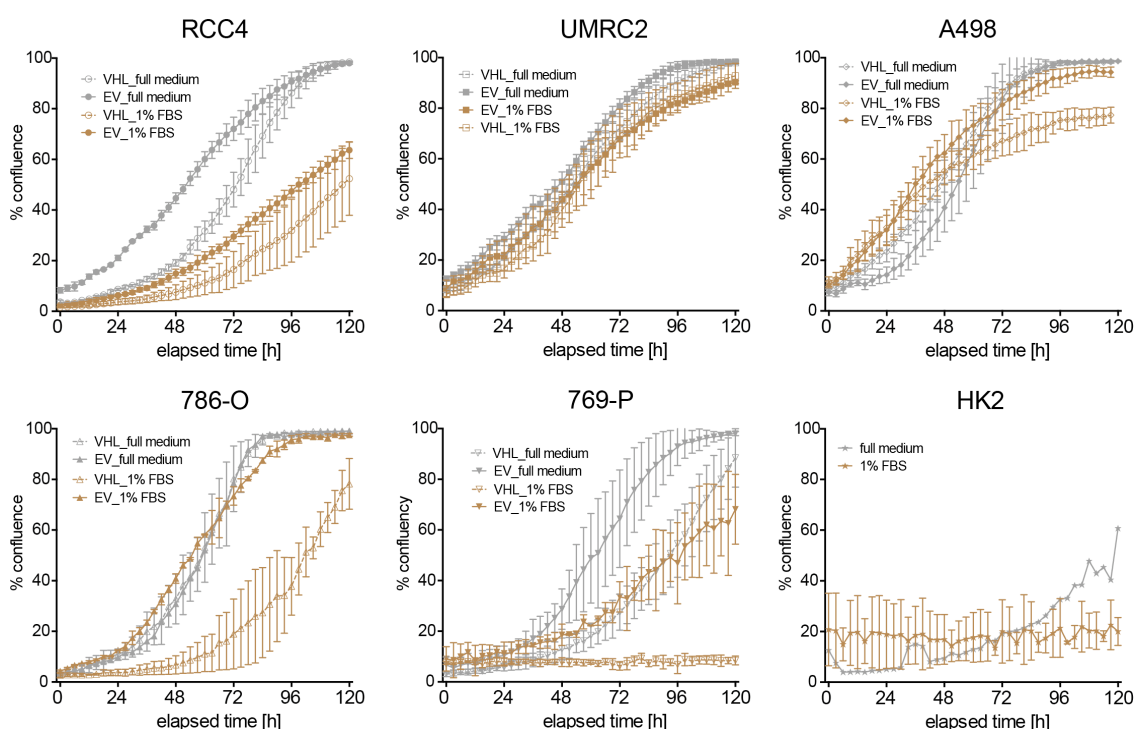 RCC4
100
80
60
40
20
0
% confluence
VHL_full medium
EV_full medium
VHL_1% FBS
EV_1% FBS
0 24 48 72 96 120
elapsed time [h]
UMRC2
100
80
60
40
20
0
% confluence
VHL_full medium
EV_full medium
EV_1% FBS
VHL_1% FBS
0 24 48 72 96 120
elapsed time [h]
A498
100
80
60
40
20
0
% confluence
VHL_full medium
EV_full medium
VHL_1% FBS
EV_1% FBS
0 24 48 72 96 120
elapsed time [h]
786-O
100
80
60
40
20
0
% confluence
VHL_full medium
EV_full medium
VHL_1% FBS
EV_1% FBS
0 24 48 72 96 120
elapsed time [h]
769-P
100
80
60
40
20
0
% confluency
VHL_full medium
EV_full medium
VHL_1% FBS
EV_1% FBS
0 24 48 72 96 120
elapsed time [h]
HK2
100
80
60
40
20
0
% confluence
full medium
1% FBS
0 24 48 72 96 120
elapsed time [h]